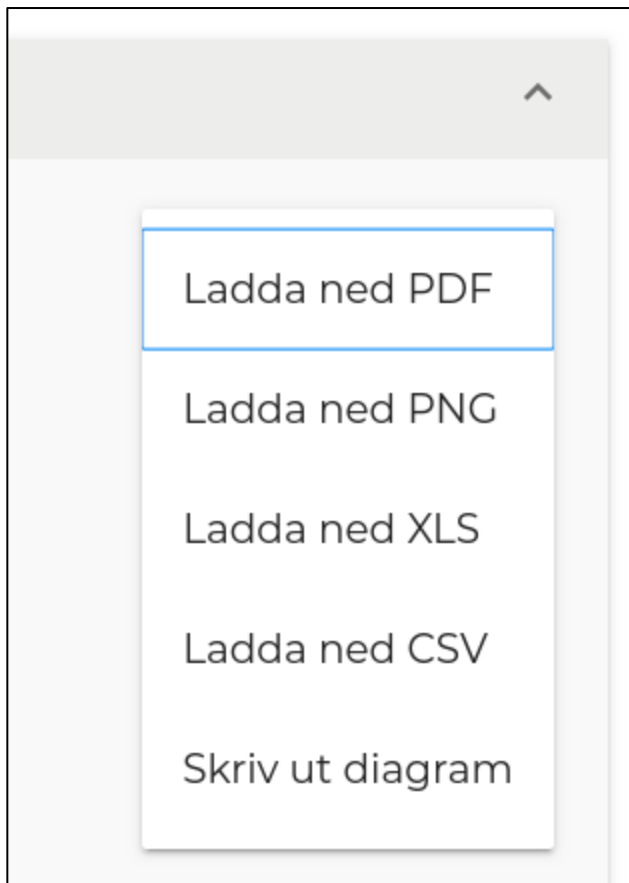 Ladda ned PDF
Ladda ned PNG
Ladda ned XLS
Ladda ned CSV
Skriv ut diagram